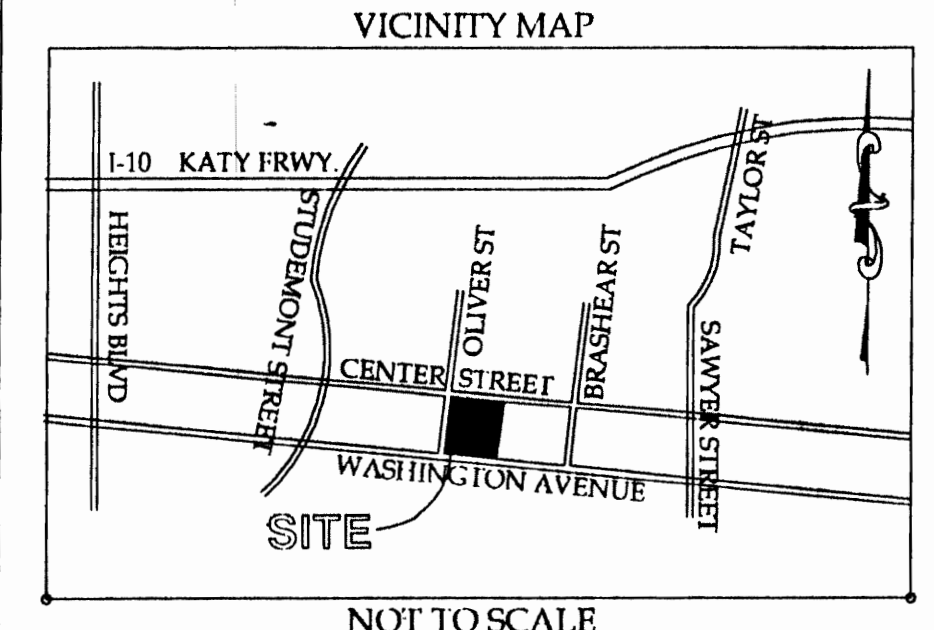 VICINITY MAP
I-10 KATY FRWY.
TAYLOR ST
HEIGHTS BLVD
STUDEMONT STREET
OLIVER ST
BRASHEAR ST
SAWYER STREET
CENTER STREET
WASHINGTON AVENUE
SITE
NOT TO SCALE